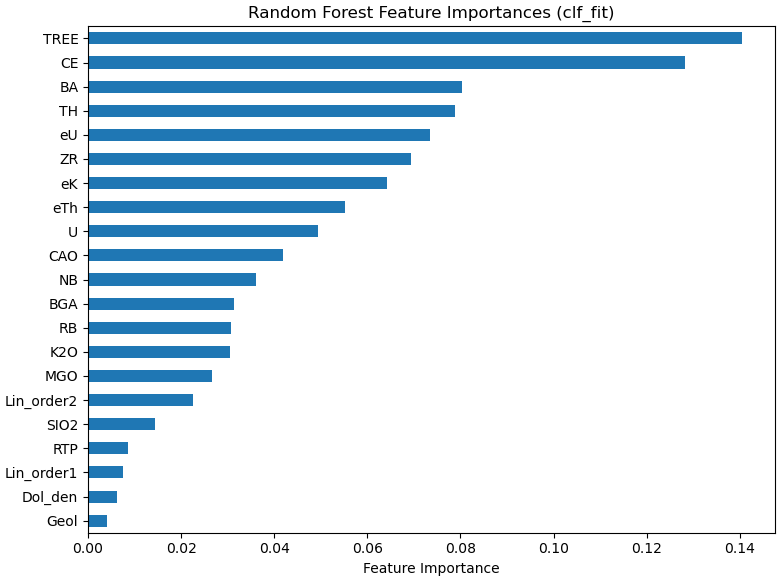 Random Forest Feature Importances (clf_fit)
TREE
CE
BA
TH
eU
ZR
eK
eTh
U
CAO
NB
BGA
RB
K2O
MGO
Lin_order2
SIO2
RTP
Lin_order1
Dol_den
Geol
0.00 0.02 0.04 0.06 0.08 0.10 0.12 0.14
Feature Importance